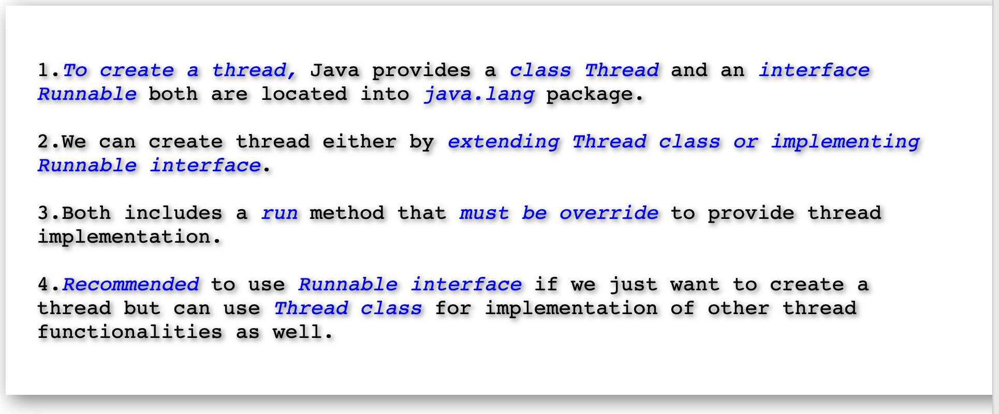 1.To create a thread, Java provides a class Thread and an interface
Runnable both are located into java.lang package.
2.We can create thread either by extending Thread class or implementing
Runnable interface.
3.Both includes a run method that must be override to provide thread
implementation.
4.Recommended to use Runnable interface if we just want to create a
thread but can use Thread class for implementation of other thread
functionalities as well.